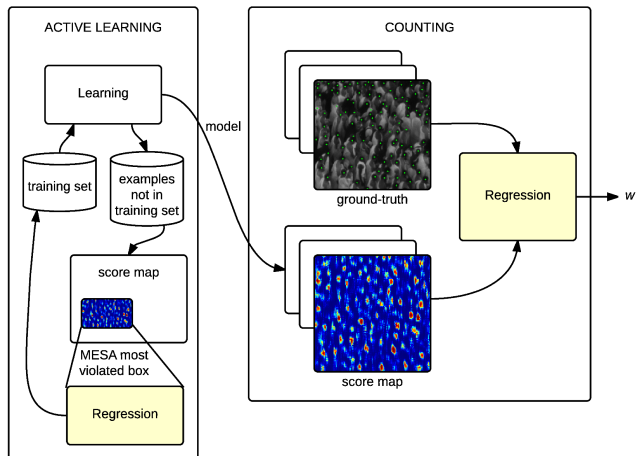 ACTIVE LEARNING
Learning
training set
examples
not in
training set
score map
MESA most
violated box
Regression
model
COUNTING
ground-truth
score map
Regression
w